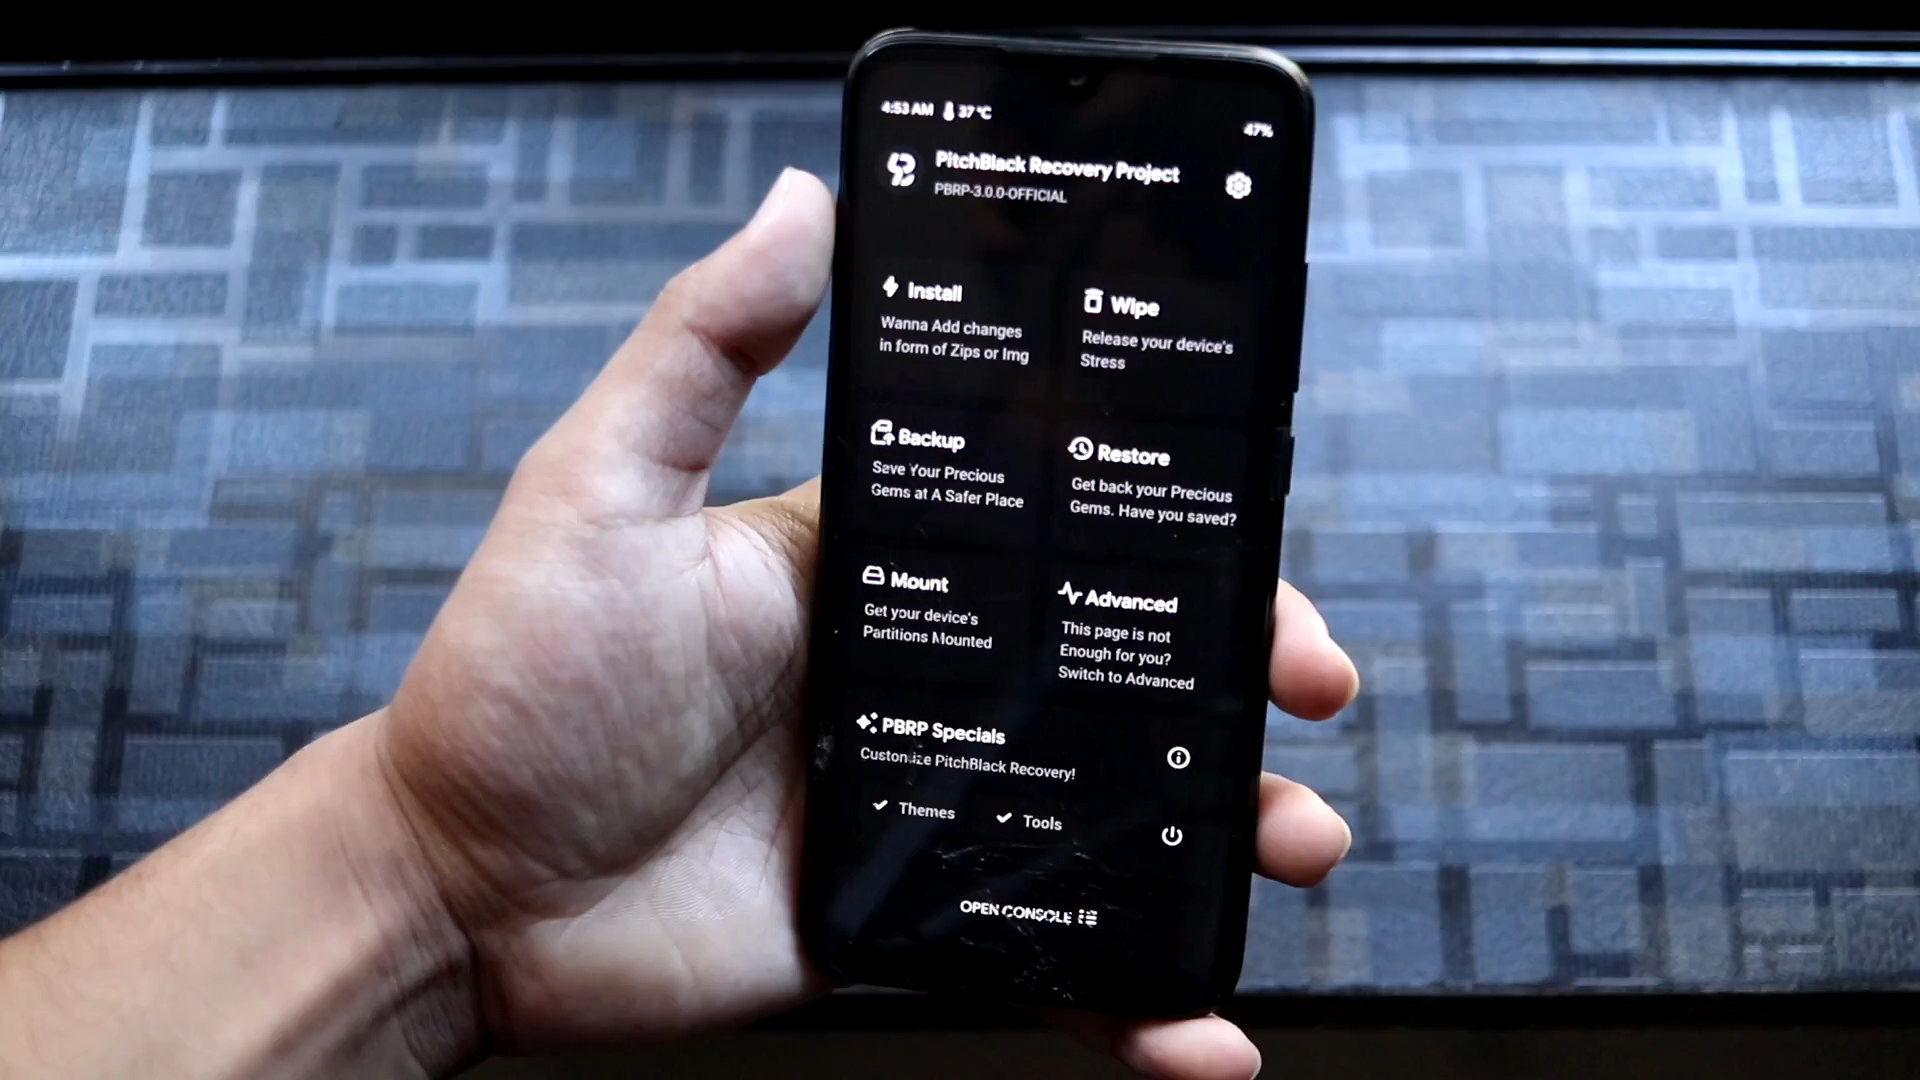 4:53 AM 37 °C
47%
PitchBlack Recovery Project
PBRP-3.0.0-OFFICIAL
Install
Wanna Add changes
in form of Zips or Img
Wipe
Release your device's
Stress
Backup
Save Your Precious
Gems at A Safer Place
Restore
Get back your Precious
Gems. Have you saved?
Mount
Get your device's
Partitions Mounted
Advanced
This page is not
Enough for you?
Switch to Advanced
PBRP Specials
Customize PitchBlack Recovery!
Themes
Tools
OPEN CONSOLE